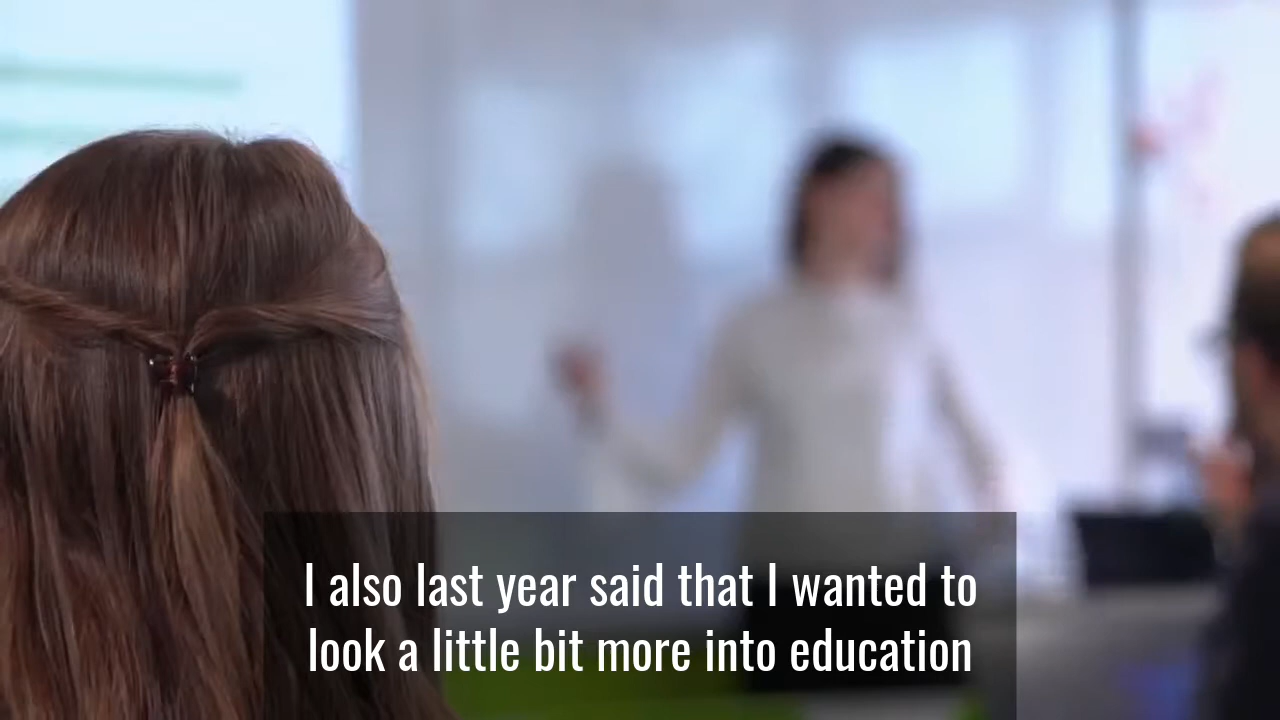 I also last year said that I wanted to
look a little bit more into education